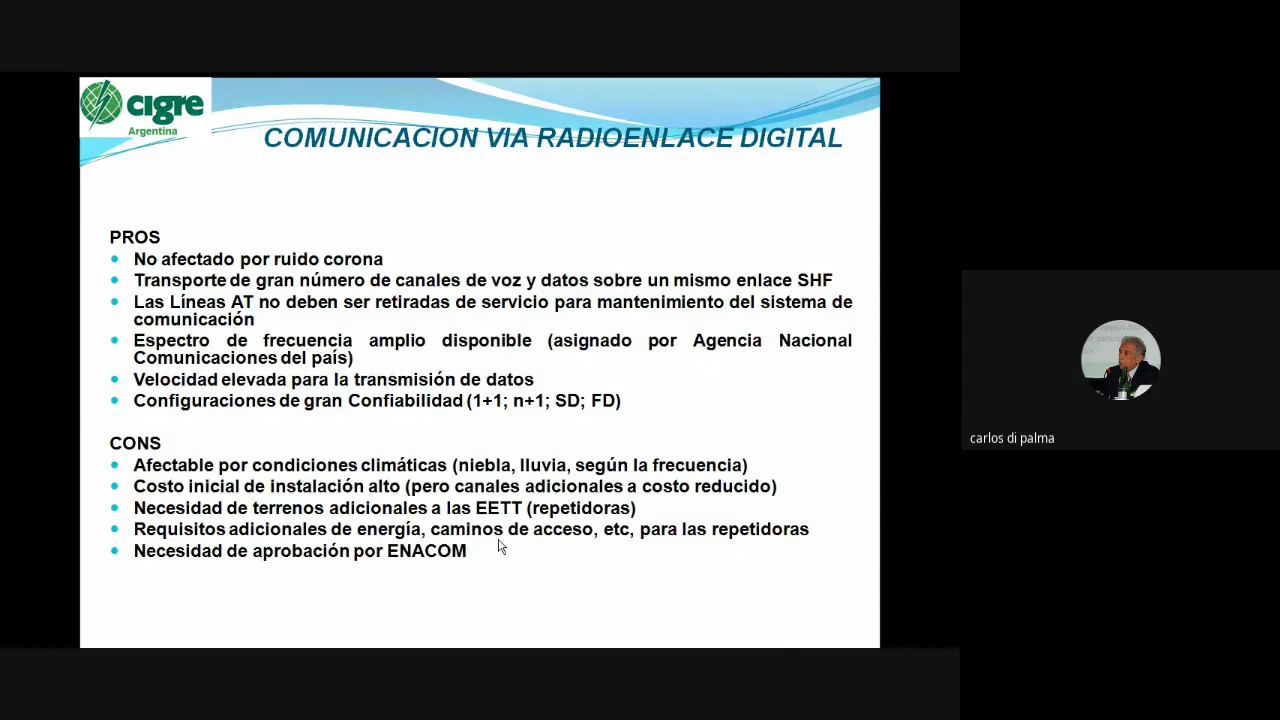 cigre
Argentina
COMUNICACION VIA RADIOENLACE DIGITAL
PROS
• No afectado por ruido corona
• Transporte de gran número de canales de voz y datos sobre un mismo enlace SHF
• Las Líneas AT no deben ser retiradas de servicio para mantenimiento del sistema de
comunicación
• Espectro de frecuencia amplio disponible (asignado por Agencia Nacional
Comunicaciones del país)
• Velocidad elevada para la transmisión de datos
• Configuraciones de gran Confiabilidad (1+1; n+1; SD; FD)
CONS
• Afectable por condiciones climáticas (niebla, lluvia, según la frecuencia)
• Costo inicial de instalación alto (pero canales adicionales a costo reducido)
• Necesidad de terrenos adicionales a las EETT (repetidoras)
• Requisitos adicionales de energía, caminos de acceso, etc, para las repetidoras
• Necesidad de aprobación por ENACOM
carlos di palma